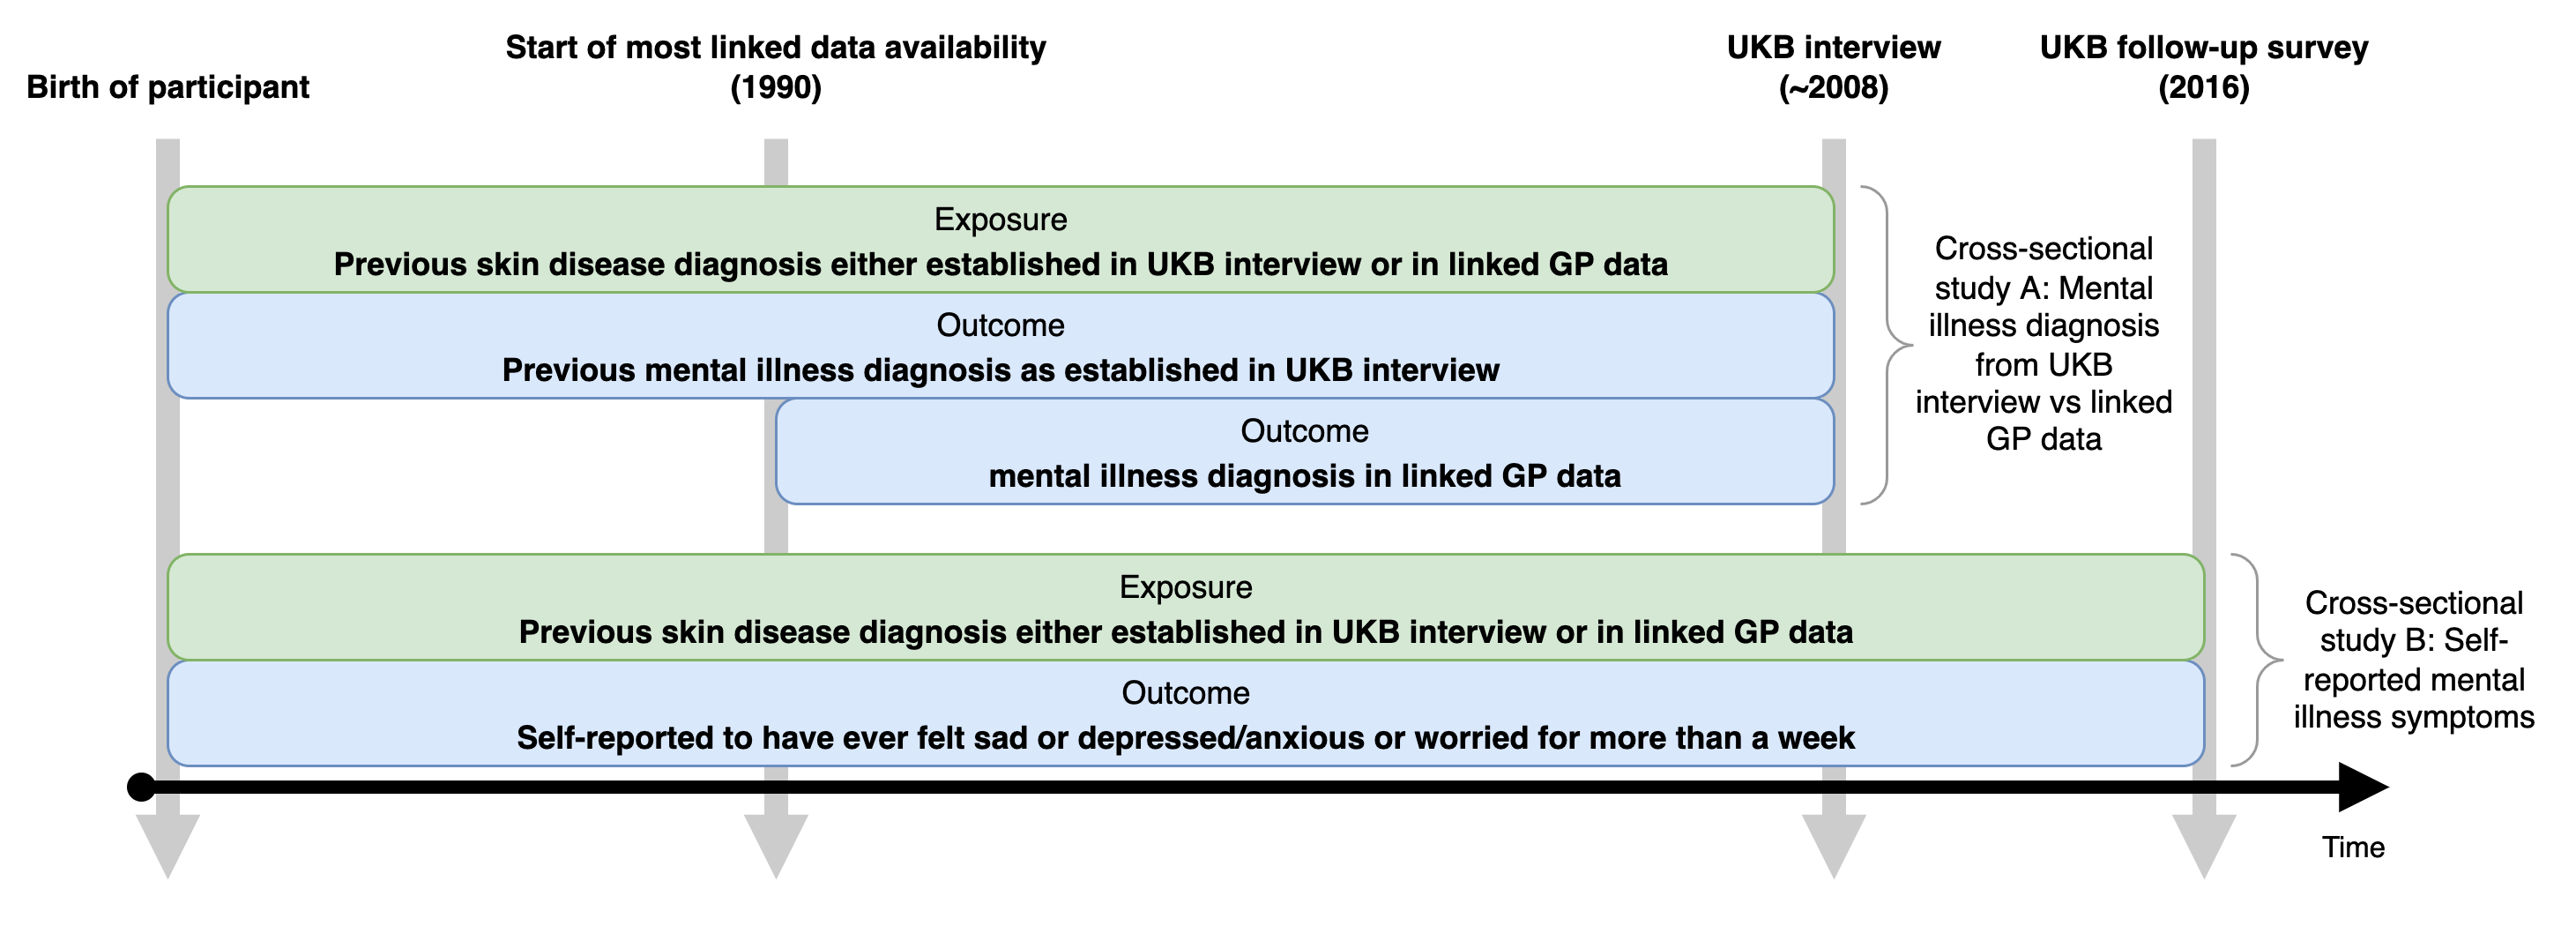 Birth of participant
Start of most linked data availability
(1990)
UKB interview
(~2008)
UKB follow-up survey
(2016)
Exposure
Previous skin disease diagnosis either established in UKB interview or in linked GP data
Outcome
Previous mental illness diagnosis as established in UKB interview
Outcome
mental illness diagnosis in linked GP data
Cross-sectional
study A: Mental
illness diagnosis
from UKB
interview vs linked
GP data
Exposure
Previous skin disease diagnosis either established in UKB interview or in linked GP data
Outcome
Self-reported to have ever felt sad or depressed/anxious or worried for more than a week
Cross-sectional
study B: Self-
reported mental
illness symptoms
Time